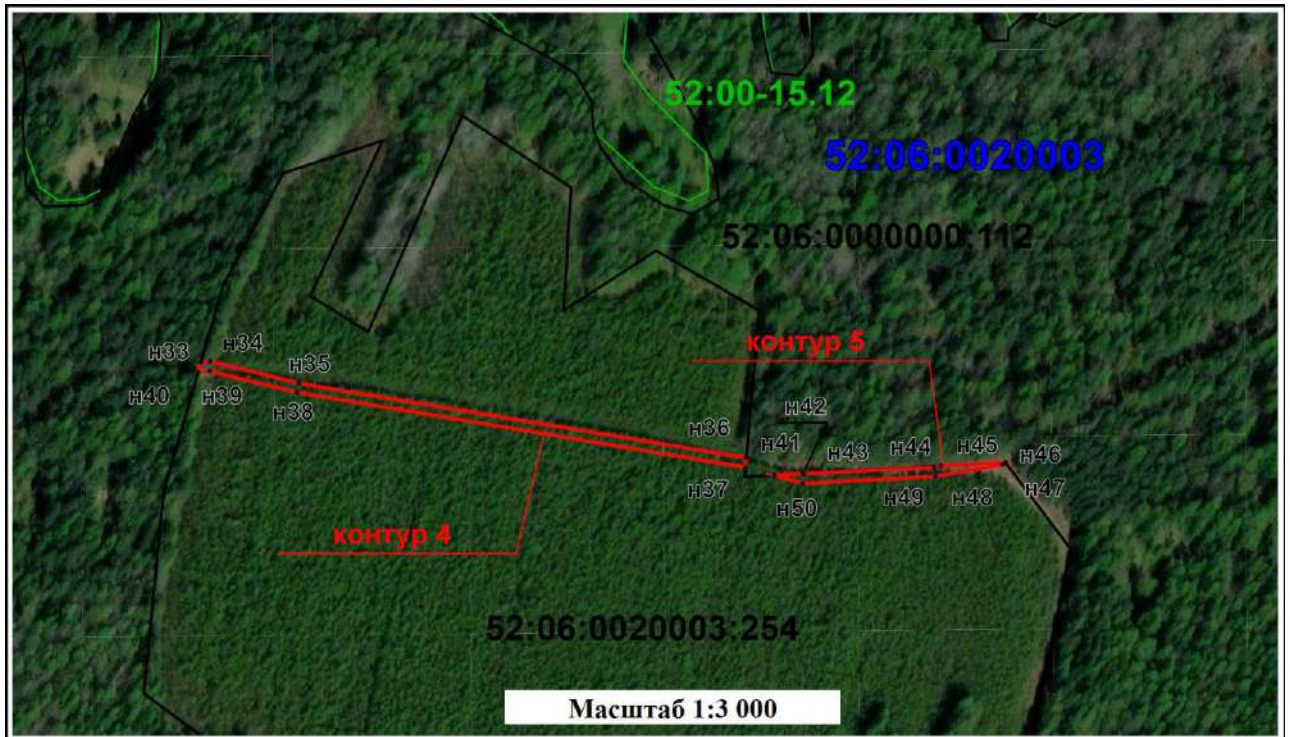 52:00-15.12
52:06:0020003
52:06:0000000:112
контур 5
н33
н34
н35
н40
н39
н38
н42
н36
н41
н43
н44
н45
н46
н37
н50
н49
н48
н47
контур 4
52:06:0020003:254
Масштаб 1:3 000